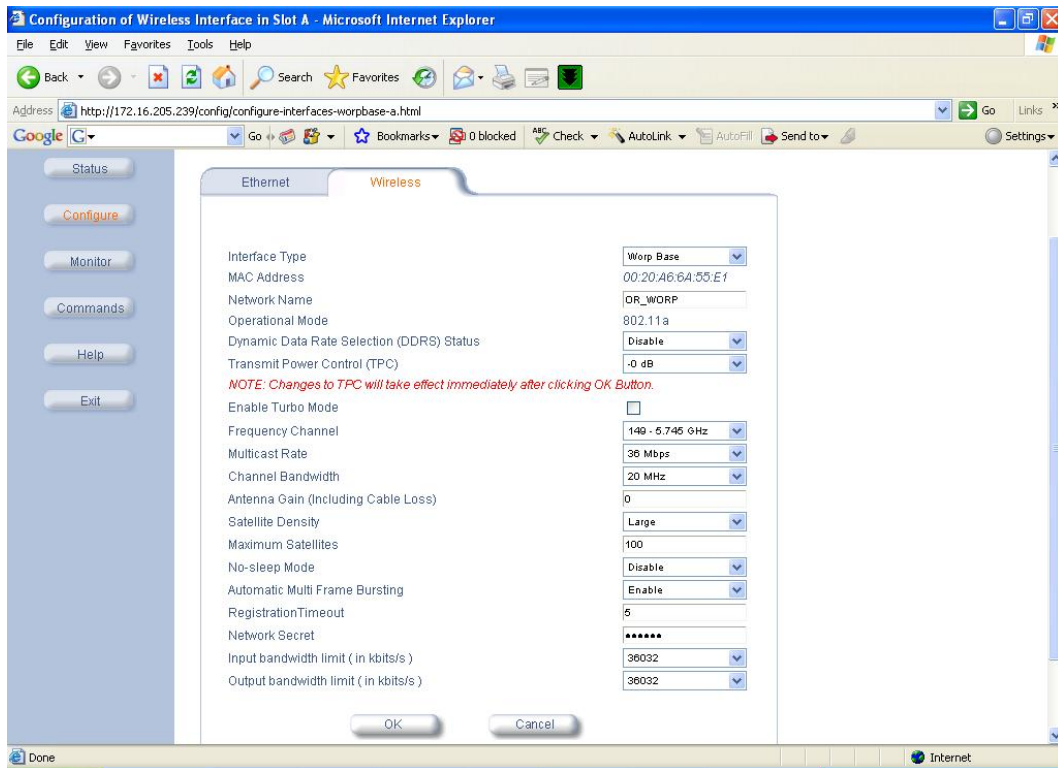 Configuration of Wireless Interface in Slot A - Microsoft Internet Explorer
File Edit View Favorites Tools Help
Back Search Favorites
Address http://172.16.205.239/config/configure-interfaces-worpbase-a.html Go Links »
Google G Go Bookmarks 0 blocked ABC Check AutoLink AutoFill Send to Settings
Status
Configure
Monitor
Commands
Help
Exit
Ethernet Wireless
Interface Type Worp Base
MAC Address 00:20:A6:6A:55:E1
Network Name OR_WORP
Operational Mode 802.11a
Dynamic Data Rate Selection (DDRS) Status Disable
Transmit Power Control (TPC) -0 dB
NOTE: Changes to TPC will take effect immediately after clicking OK Button.
Enable Turbo Mode
Frequency Channel 149 - 5.745 GHz
Multicast Rate 36 Mbps
Channel Bandwidth 20 MHz
Antenna Gain (Including Cable Loss) 0
Satellite Density Large
Maximum Satellites 100
No-sleep Mode Disable
Automatic Multi Frame Bursting Enable
RegistrationTimeout 5
Network Secret ••••••
Input bandwidth limit ( in kbits/s ) 36032
Output bandwidth limit ( in kbits/s ) 36032
OK Cancel
Done Internet